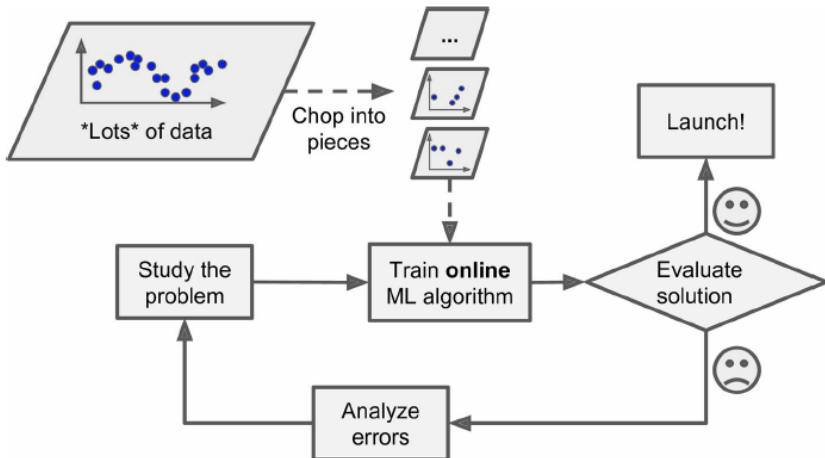 ...
*Lots* of data
Chop into
pieces
Launch!
Study the
problem
Train online
ML algorithm
Evaluate
solution
Analyze
errors